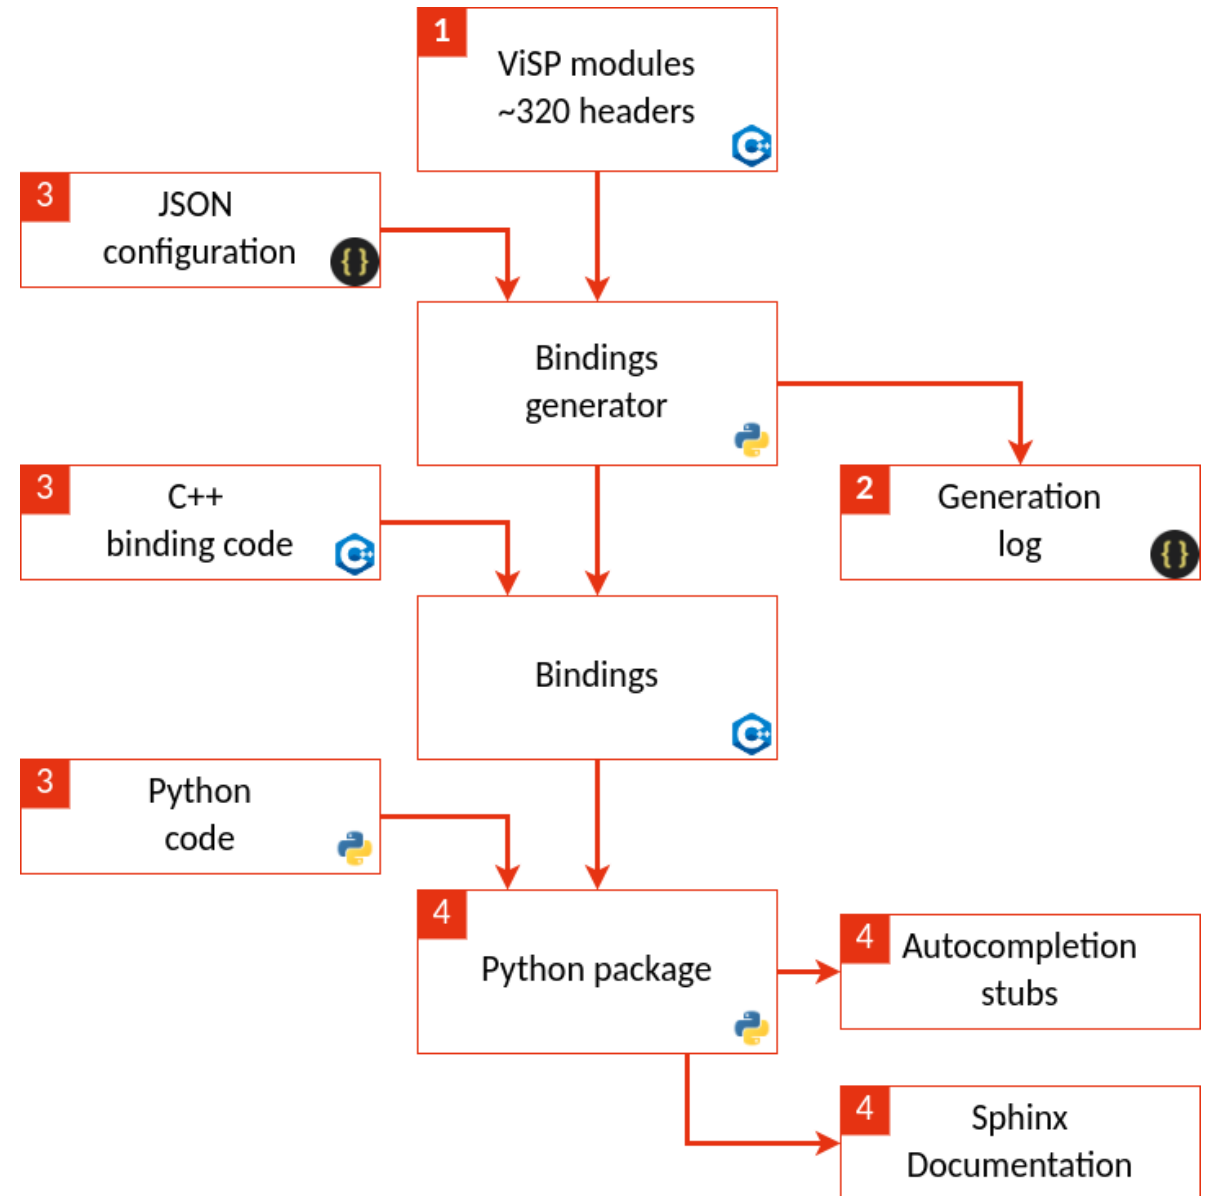 1
ViSP modules
~320 headers
3
JSON
configuration
{}
Bindings
generator
3
C++
binding code
2
Generation
log
{}
Bindings
3
Python
code
4
Python package
4
Autocompletion
stubs
4
Sphinx
Documentation